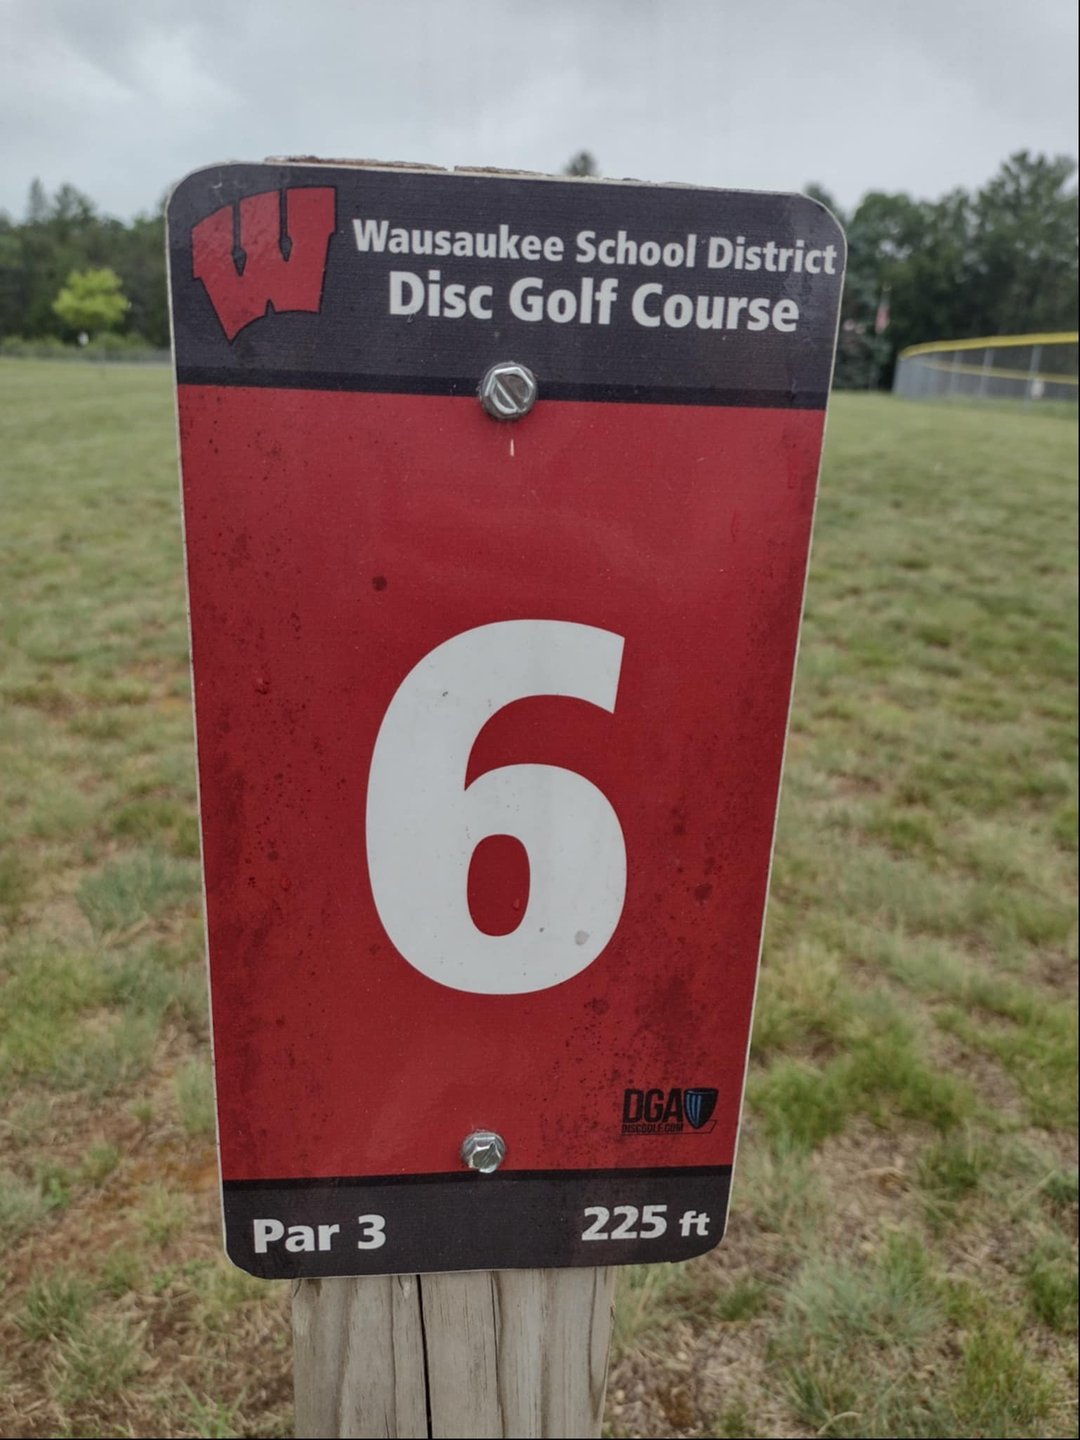 W
Wausaukee School District
Disc Golf Course
6
DGA
DISCGOLF.COM
Par 3
225 ft